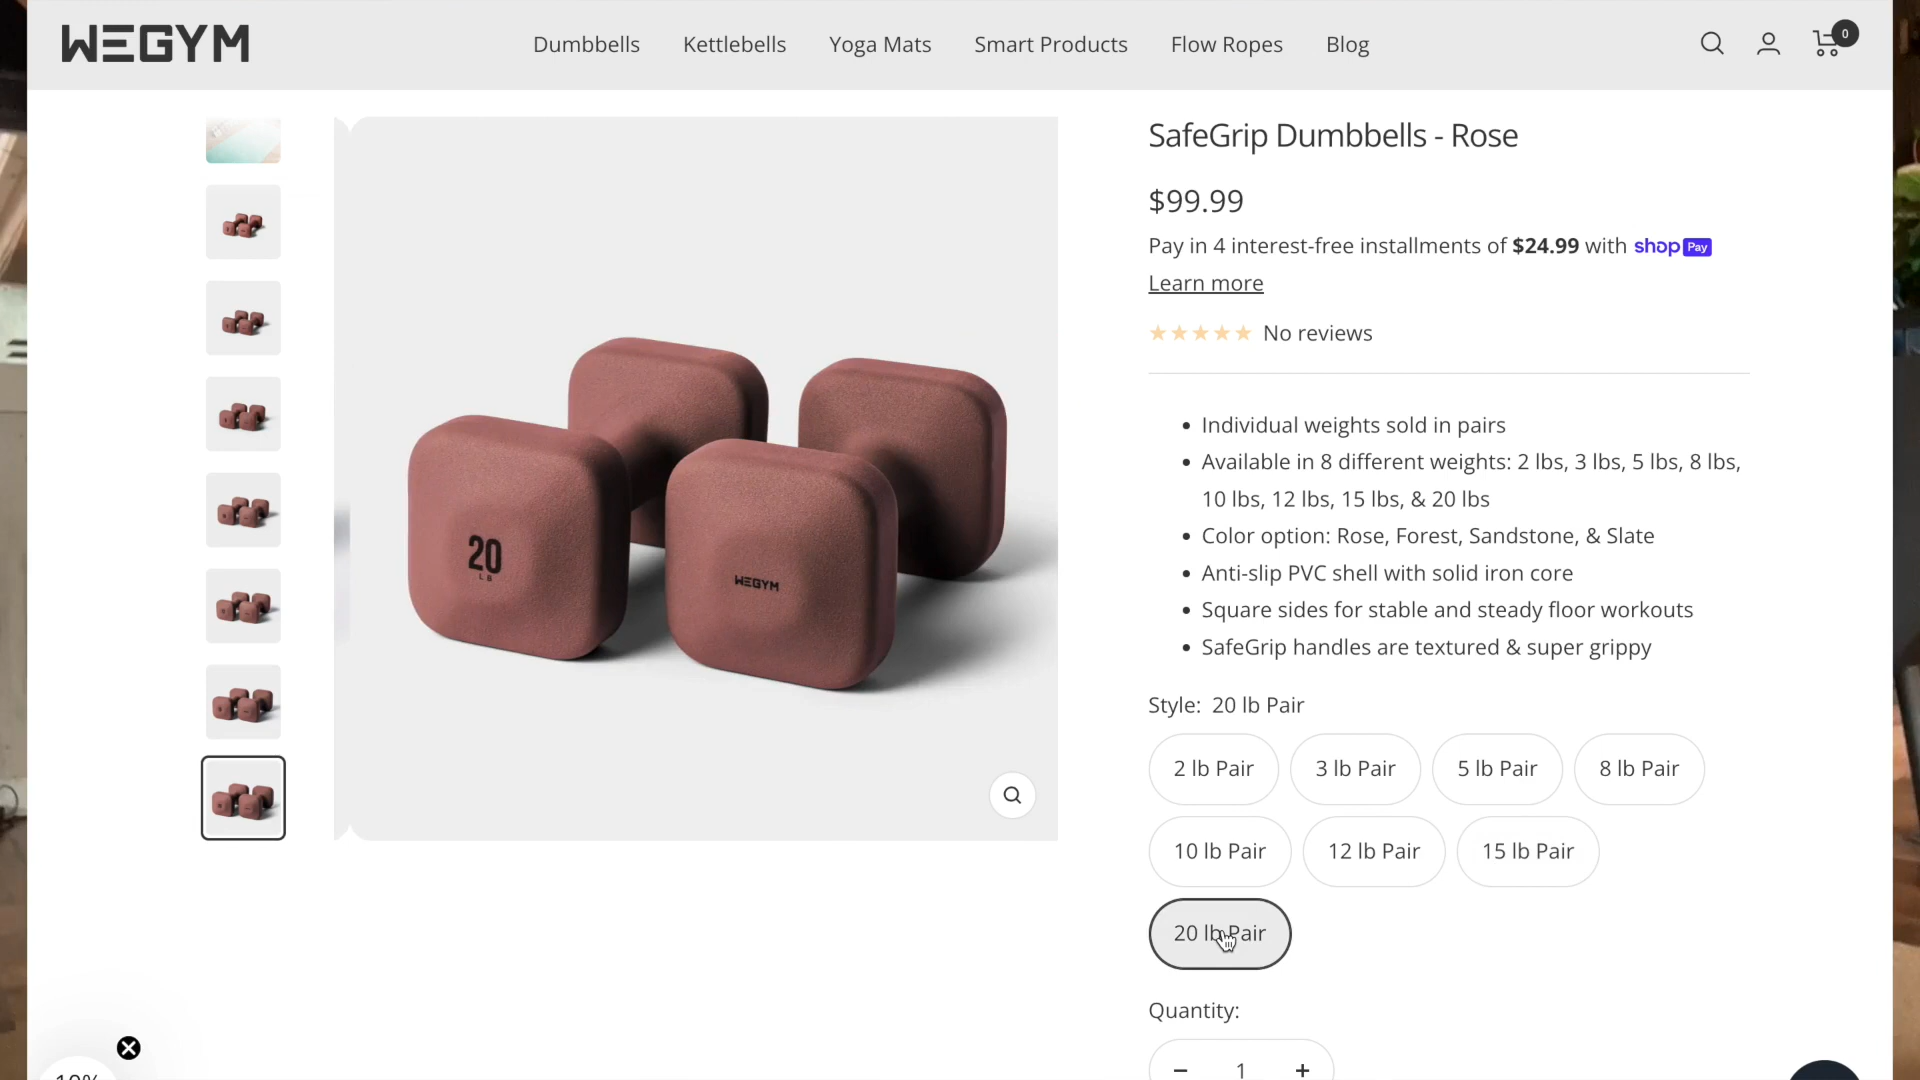 WEGYM
Dumbbells
Kettlebells
Yoga Mats
Smart Products
Flow Ropes
Blog
0
SafeGrip Dumbbells - Rose
$99.99
Pay in 4 interest-free installments of $24.99 with shop Pay
Learn more
No reviews
Individual weights sold in pairs
Available in 8 different weights: 2 lbs, 3 lbs, 5 lbs, 8 lbs,
10 lbs, 12 lbs, 15 lbs, & 20 lbs
Color option: Rose, Forest, Sandstone, & Slate
Anti-slip PVC shell with solid iron core
Square sides for stable and steady floor workouts
SafeGrip handles are textured & super grippy
20
LB
WEGYM
Style: 20 lb Pair
2 lb Pair
3 lb Pair
5 lb Pair
8 lb Pair
10 lb Pair
12 lb Pair
15 lb Pair
20 lb Pair
Quantity:
− 1 +